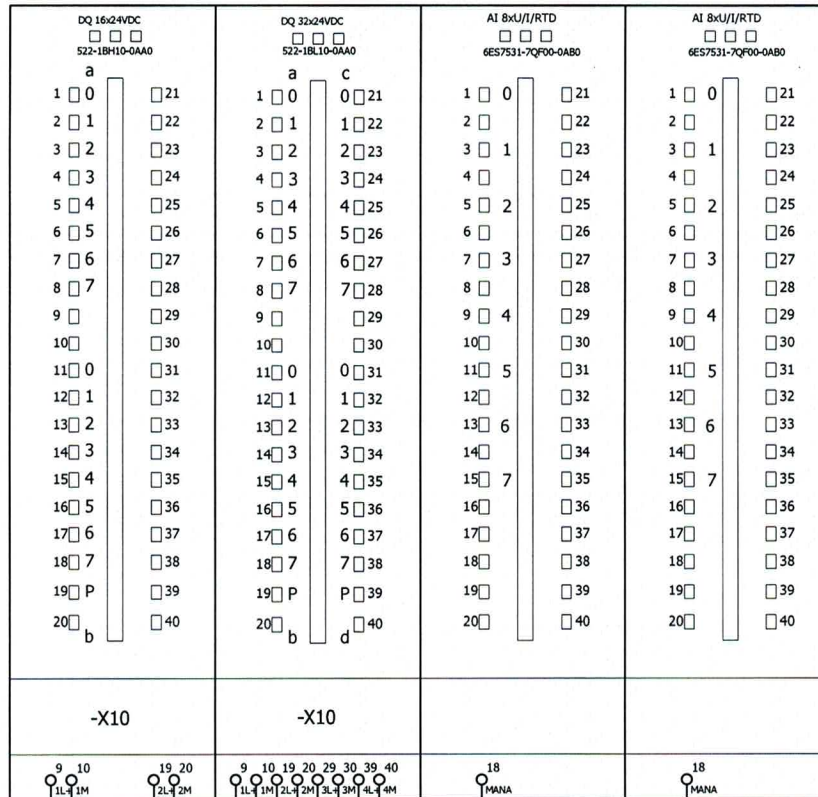 DQ 16x24VDC
522-1BH10-0AA0
a
1 0 21
2 1 22
3 2 23
4 3 24
5 4 25
6 5 26
7 6 27
8 7 28
9 29
10 30
11 0 31
12 1 32
13 2 33
14 3 34
15 4 35
16 5 36
17 6 37
18 7 38
19 P 39
20 40
b
-X10
9 10 19 20
1L+ 1M 2L+ 2M
DQ 32x24VDC
522-1BL10-0AA0
a c
1 0 0 21
2 1 1 22
3 2 2 23
4 3 3 24
5 4 4 25
6 5 5 26
7 6 6 27
8 7 7 28
9 29
10 30
11 0 0 31
12 1 1 32
13 2 2 33
14 3 3 34
15 4 4 35
16 5 5 36
17 6 6 37
18 7 7 38
19 P P 39
20 40
b d
-X10
9 10 19 20 29 30 39 40
1L+ 1M 2L+ 2M 3L+ 3M 4L+ 4M
AI 8xU/I/RTD
6ES7531-7QF00-0AB0
1 0 21
2 22
3 1 23
4 24
5 2 25
6 26
7 3 27
8 28
9 4 29
10 30
11 5 31
12 32
13 6 33
14 34
15 7 35
16 36
17 37
18 38
19 39
20 40
18
MANA
AI 8xU/I/RTD
6ES7531-7QF00-0AB0
1 0 21
2 22
3 1 23
4 24
5 2 25
6 26
7 3 27
8 28
9 4 29
10 30
11 5 31
12 32
13 6 33
14 34
15 7 35
16 36
17 37
18 38
19 39
20 40
18
MANA